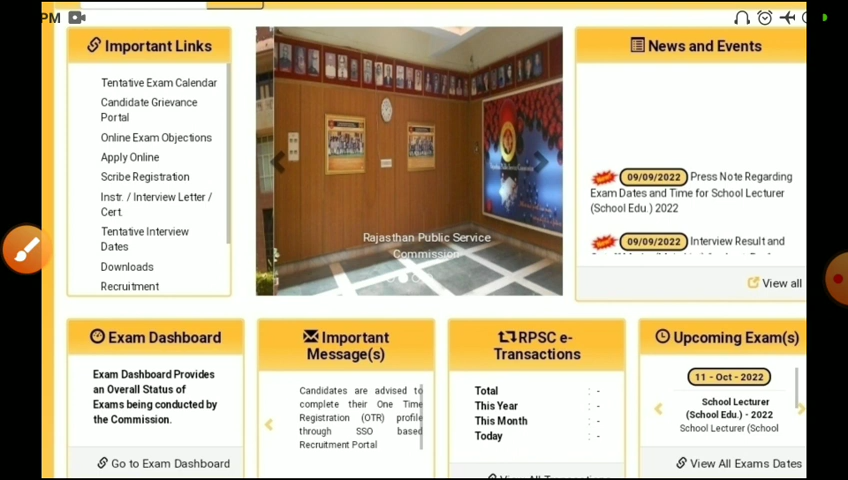 PM
Important Links
Tentative Exam Calendar
Candidate Grievance
Portal
Online Exam Objections
Apply Online
Scribe Registration
Instr. / Interview Letter /
Cert.
Tentative Interview
Dates
Downloads
Recruitment
Rajasthan Public Service
Commission
News and Events
09/09/2022 Press Note Regarding
Exam Dates and Time for School Lecturer
(School Edu.) 2022
09/09/2022 Interview Result and
View all
Exam Dashboard
Exam Dashboard Provides
an Overall Status of
Exams being conducted by
the Commission.
Go to Exam Dashboard
Important
Message(s)
Candidates are advised to
complete their One Time
Registration (OTR) profile
through SSO based
Recruitment Portal
RPSC e-
Transactions
Total : -
This Year : -
This Month : -
Today : -
View All Transactions
Upcoming Exam(s)
11 - Oct - 2022
School Lecturer
(School Edu.) - 2022
School Lecturer (School
View All Exams Dates